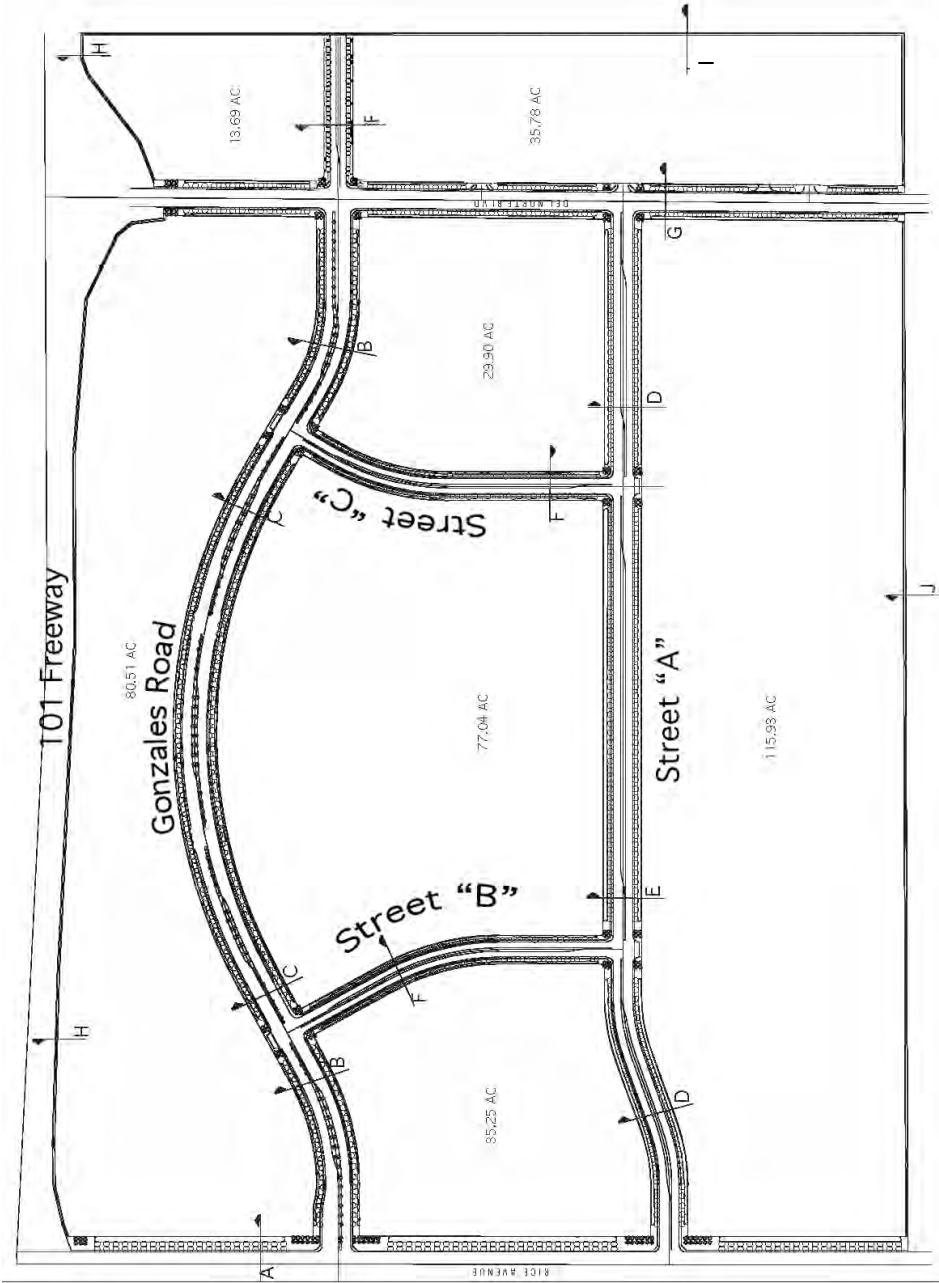 H
I
13.69 AC
F
35.78 AC
DEL NORTE BLVD
G
B
29.90 AC
D
F
C
Street “C”
101 Freeway
80.51 AC
Gonzales Road
77.04 AC
Street “A”
115.93 AC
J
E
Street “B”
F
C
H
B
D
35.25 AC
A
RICE AVENUE